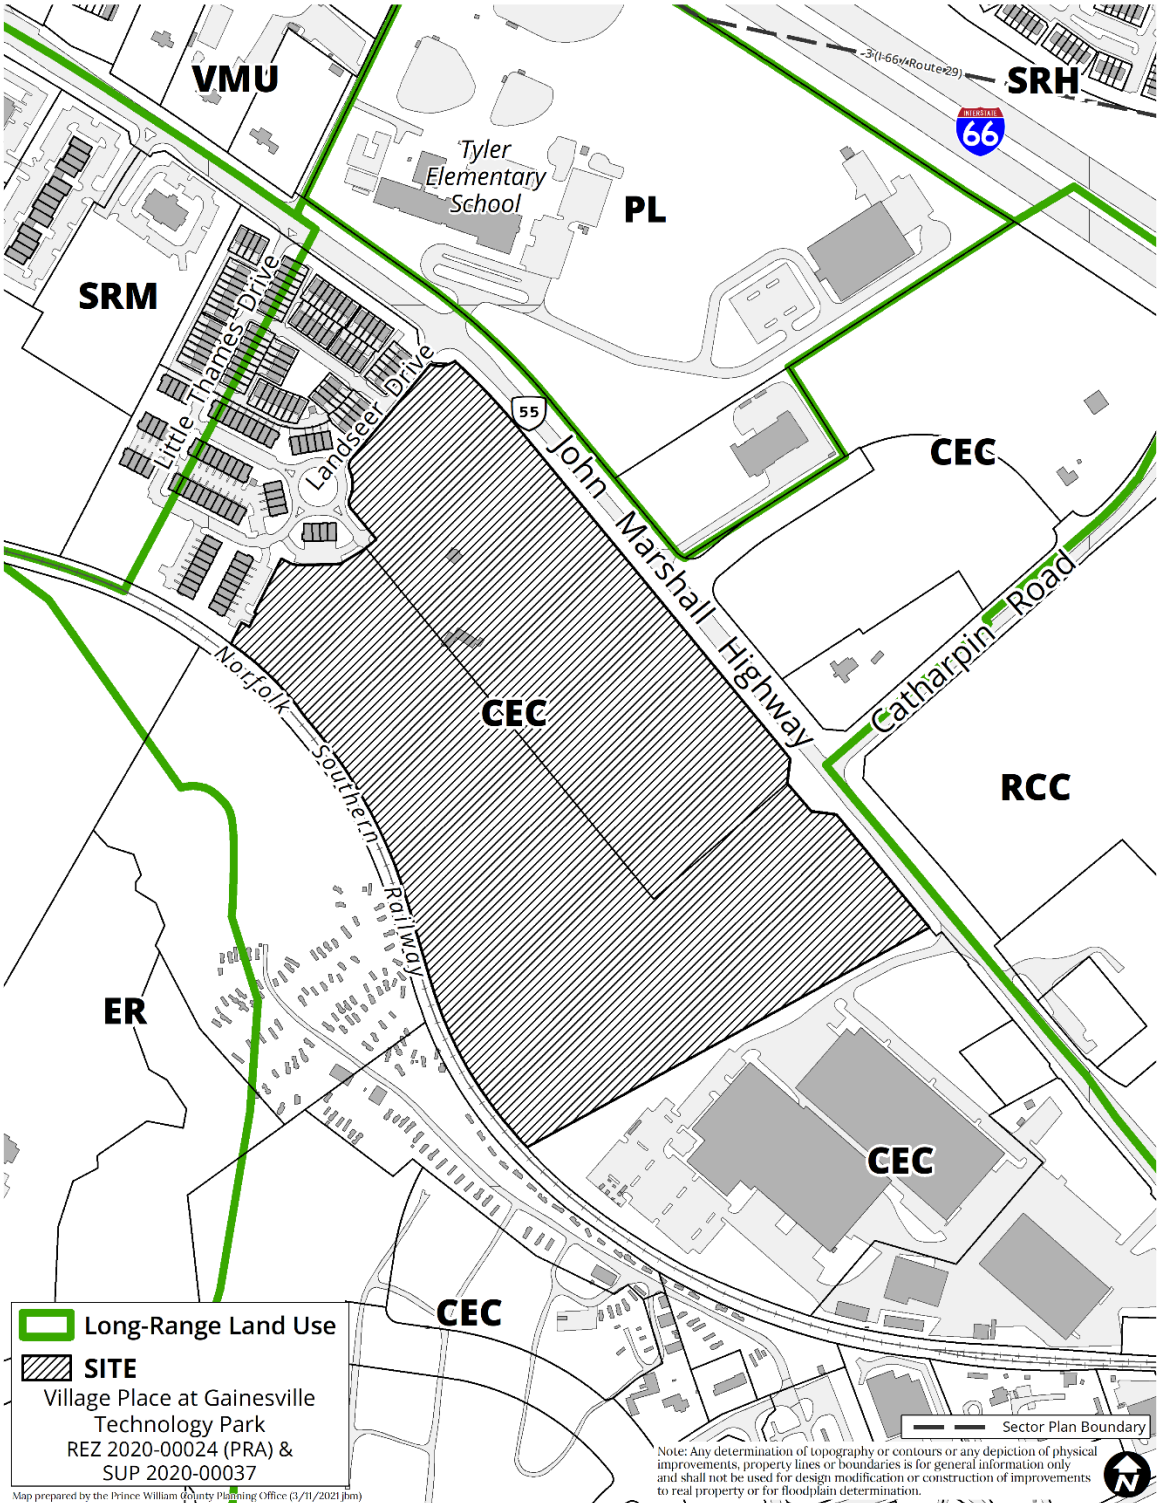 VMU
3 (I-66 / Route 29)
SRH
INTERSTATE
66
Tyler
Elementary
School
PL
SRM
Little Thames Drive
Landseer Drive
55
John Marshall Highway
CEC
Catharpin Road
Norfolk Southern Railway
CEC
RCC
ER
CEC
CEC
Long-Range Land Use
SITE
Village Place at Gainesville
Technology Park
REZ 2020-00024 (PRA) &
SUP 2020-00037
Sector Plan Boundary
Note: Any determination of topography or contours or any depiction of physical
improvements, property lines or boundaries is for general information only
and shall not be used for design modification or construction of improvements
to real property or for floodplain determination.
N
Map prepared by the Prince William County Planning Office (3/11/2021 jbm)